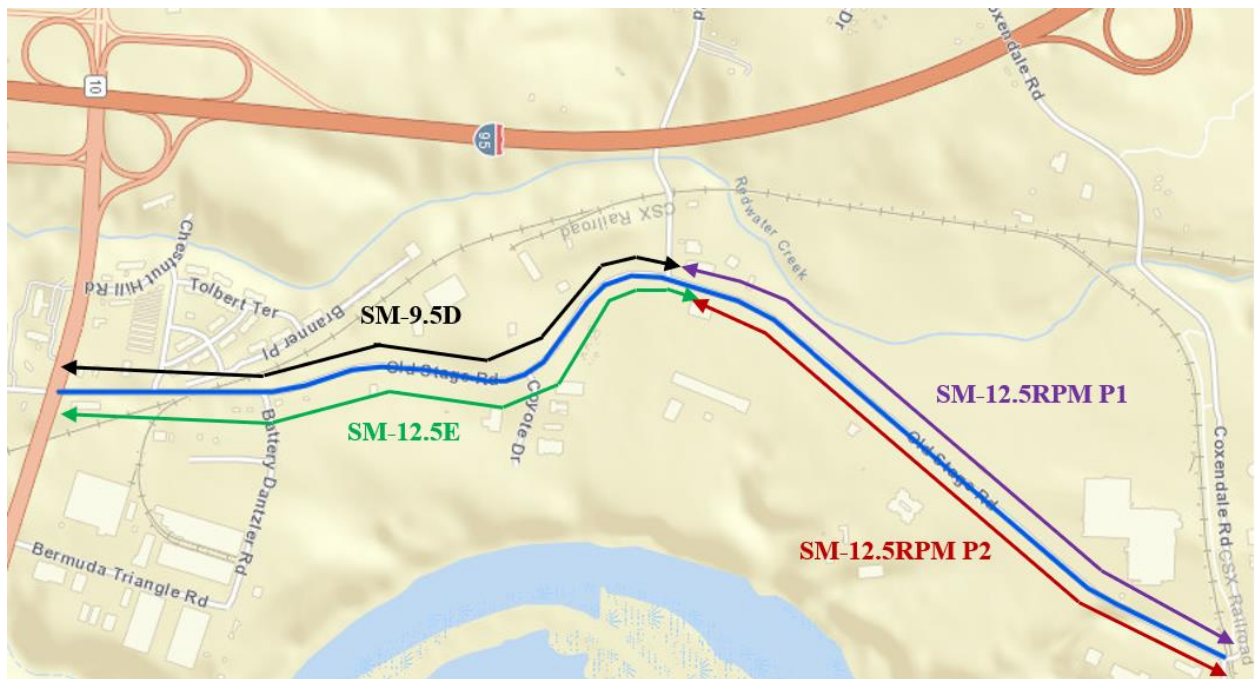 Rd
Dr
Coxendale Rd
10
95
Redwater Creek
CSX Railroad
Chestnut Hill Rd
Tolbert Ter
Branner Pl
SM-9.5D
Old Stage Rd
SM-12.5RPM P1
SM-12.5E
Coyote Dr
Battery Dantzler Rd
Old Stage Rd
Coxendale Rd
SM-12.5RPM P2
Bermuda Triangle Rd
CSX Railroad